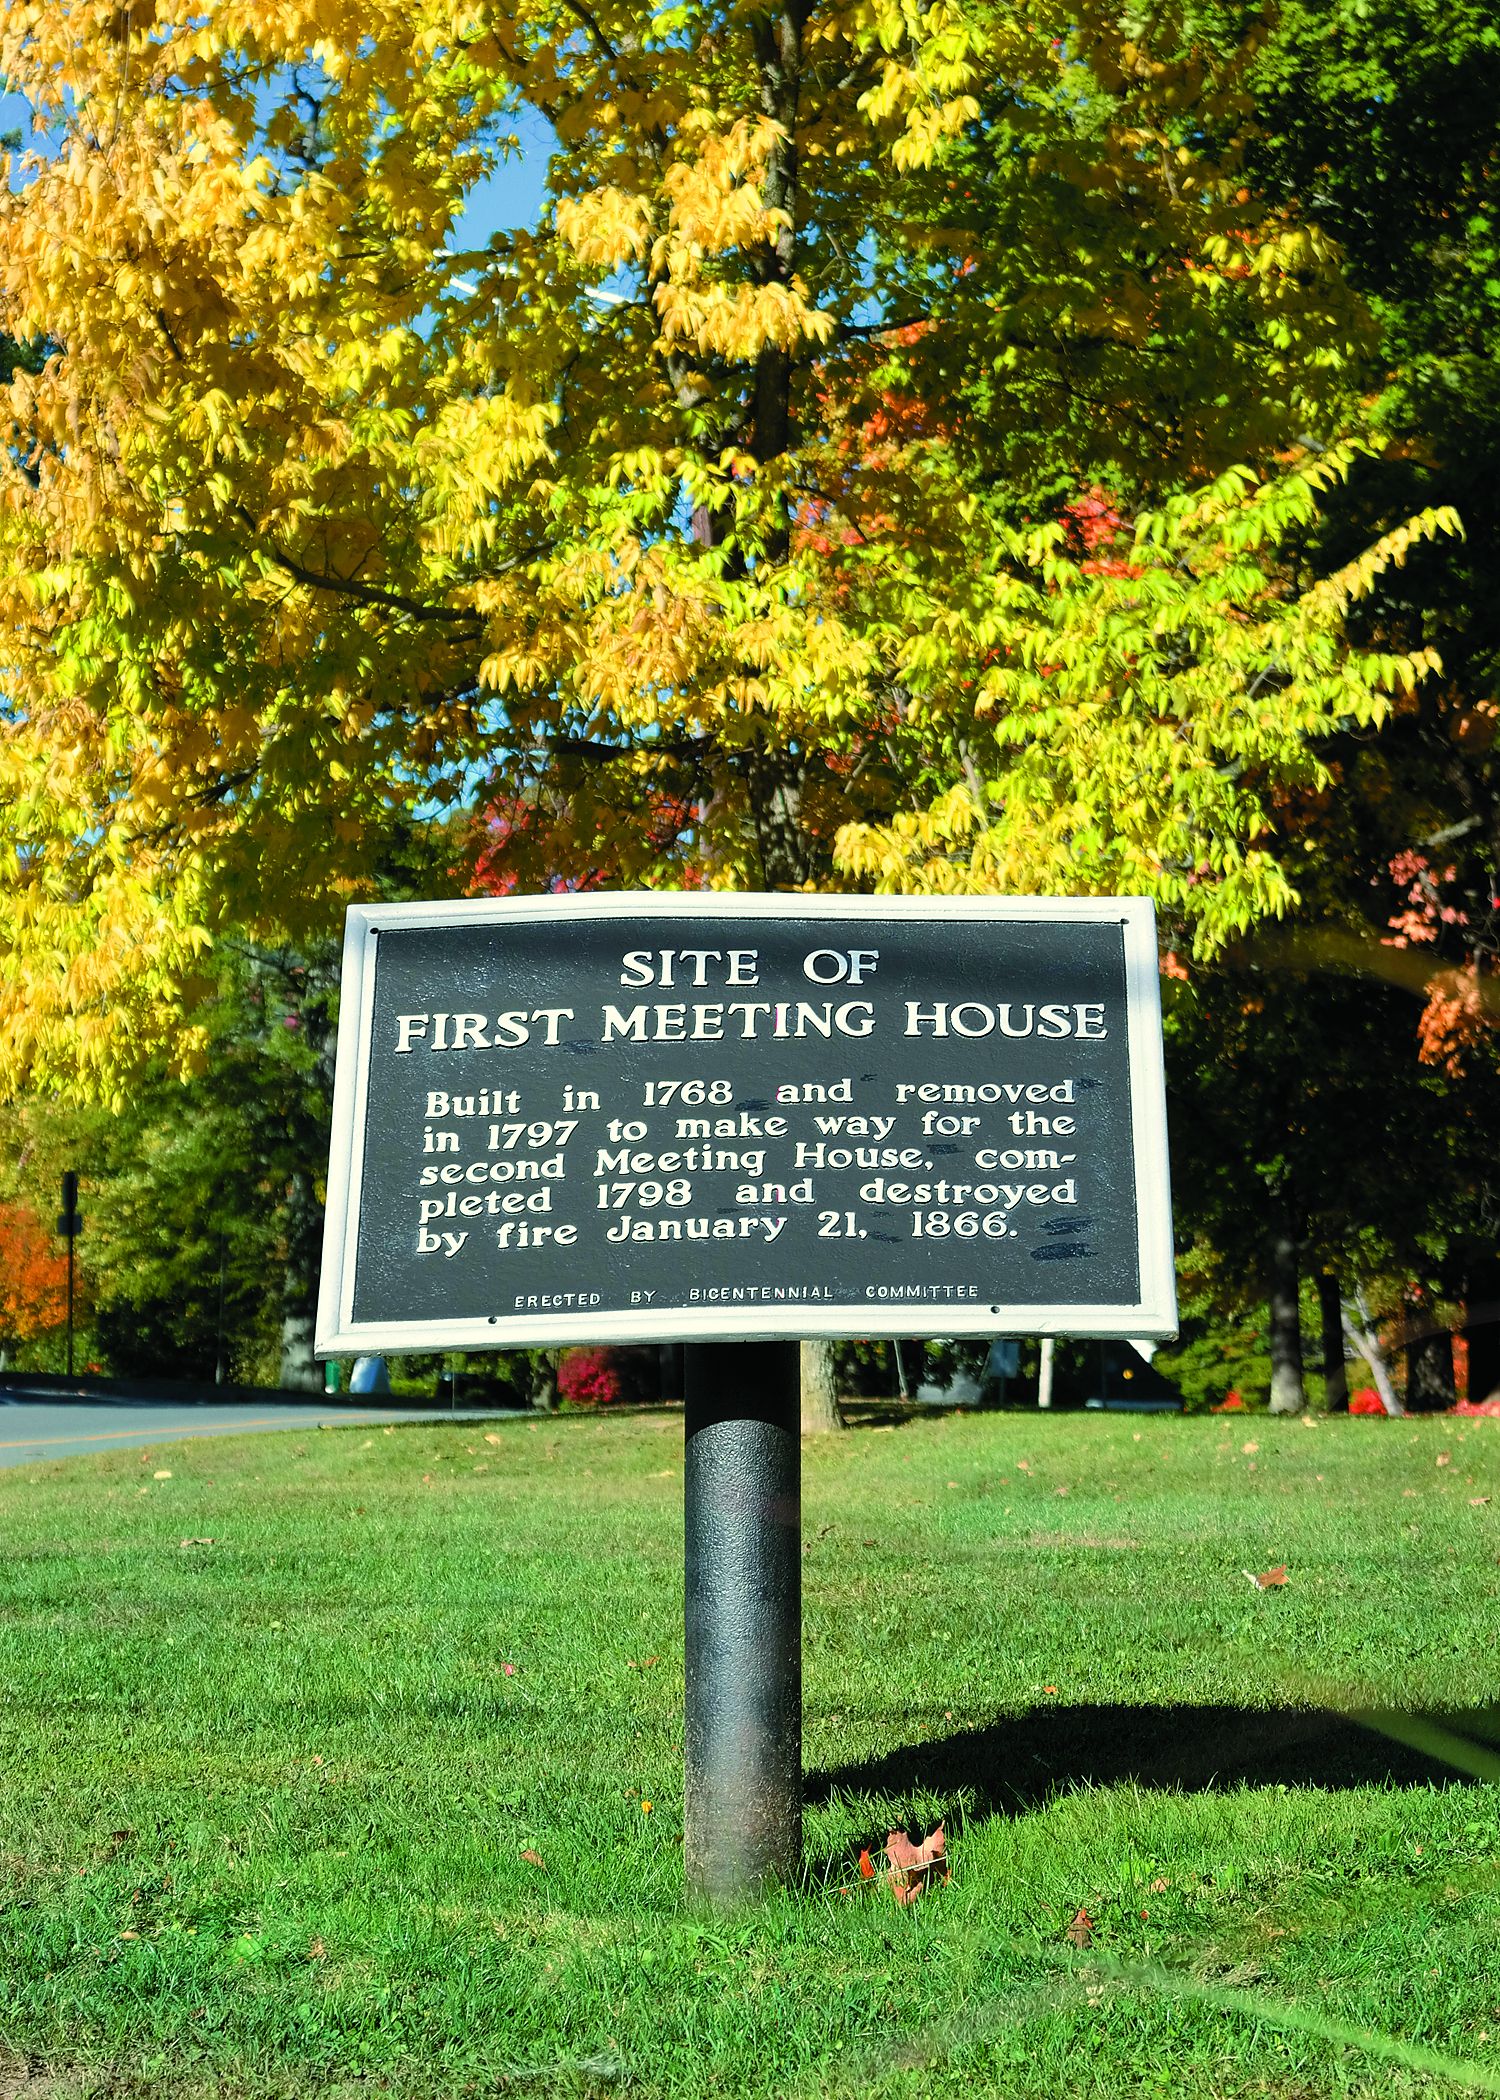 SITE OF
FIRST MEETING HOUSE
Built in 1768 and removed
in 1797 to make way for the
second Meeting House, com-
pleted 1798 and destroyed
by fire January 21, 1866.
ERECTED BY BICENTENNIAL COMMITTEE